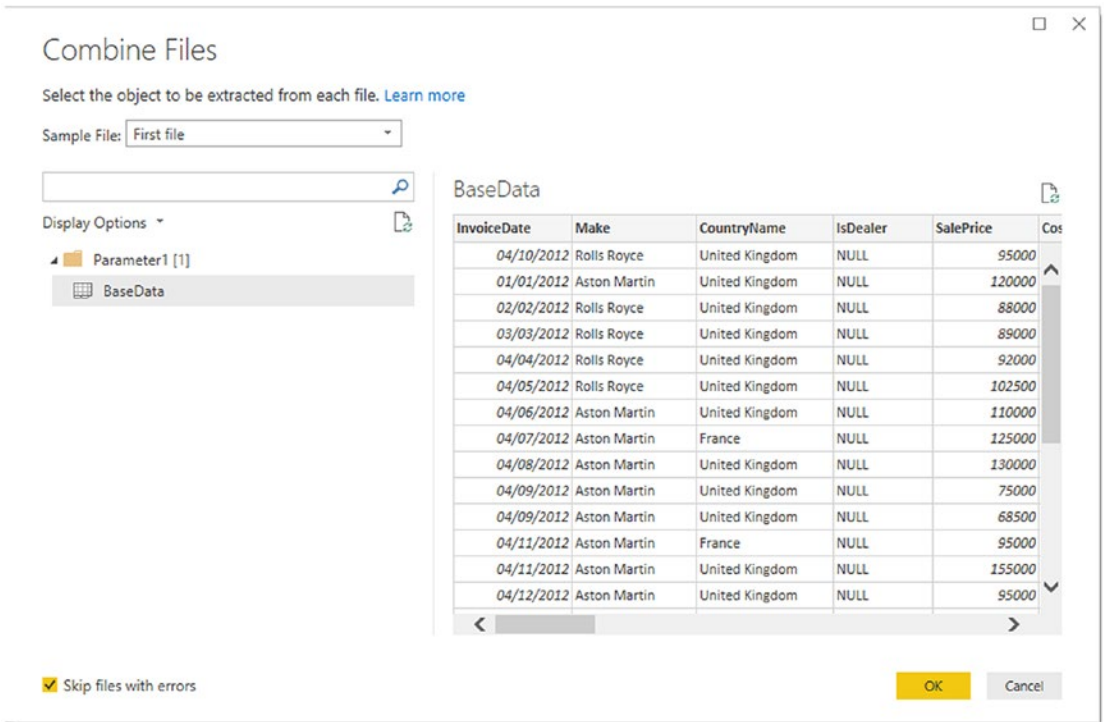 Combine Files
Select the object to be extracted from each file. Learn more
Sample File: First file
Display Options
Parameter1 [1]
BaseData
BaseData
InvoiceDate Make CountryName IsDealer SalePrice Cos
04/10/2012 Rolls Royce United Kingdom NULL 95000
01/01/2012 Aston Martin United Kingdom NULL 120000
02/02/2012 Rolls Royce United Kingdom NULL 88000
03/03/2012 Rolls Royce United Kingdom NULL 89000
04/04/2012 Rolls Royce United Kingdom NULL 92000
04/05/2012 Rolls Royce United Kingdom NULL 102500
04/06/2012 Aston Martin United Kingdom NULL 110000
04/07/2012 Aston Martin France NULL 125000
04/08/2012 Aston Martin United Kingdom NULL 130000
04/09/2012 Aston Martin United Kingdom NULL 75000
04/09/2012 Aston Martin United Kingdom NULL 68500
04/11/2012 Aston Martin France NULL 95000
04/11/2012 Aston Martin United Kingdom NULL 155000
04/12/2012 Aston Martin United Kingdom NULL 95000
Skip files with errors
OK Cancel